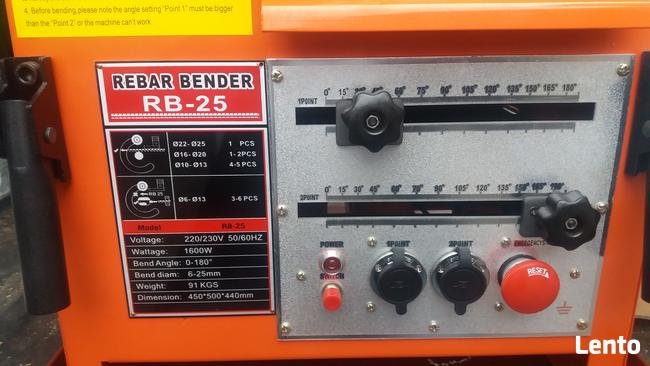 4. Before bending,please note the angle setting "Point 1" must be bigger
than the "Point 2" or the machine can't work
REBAR BENDER
RB-25
Ø22-Ø25 1 PCS
Ø16-Ø20 1-2PCS
Ø10-Ø13 4-5 PCS
RB 25
Ø6-Ø13 3-6 PCS
Model RB-25
Voltage: 220/230V 50/60HZ
Wattage: 1600W
Bend Angle: 0-180°
Bend diam: 6-25mm
Weight: 91 KGS
Dimension: 450*500*440mm
0° 15° 60° 75° 90° 105° 120° 135° 150° 165° 180°
1POINT
0° 15° 30° 45° 60° 75° 90° 105° 120° 135° 150° 165° 180°
2POINT
POWER 1POINT 2POINT EMERGENCY
SWITCH
RESET
Lento